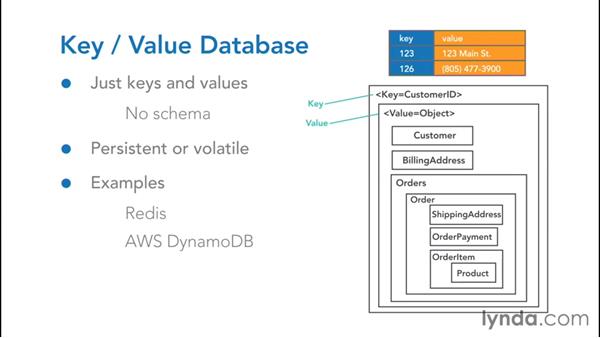 Key / Value Database
Just keys and values
No schema
Persistent or volatile
Examples
Redis
AWS DynamoDB
key value
123 123 Main St.
126 (805) 477-3900
<Key=CustomerID>
Key
<Value=Object>
Value
Customer
BillingAddress
Orders
Order
ShippingAddress
OrderPayment
OrderItem
Product
lynda.com